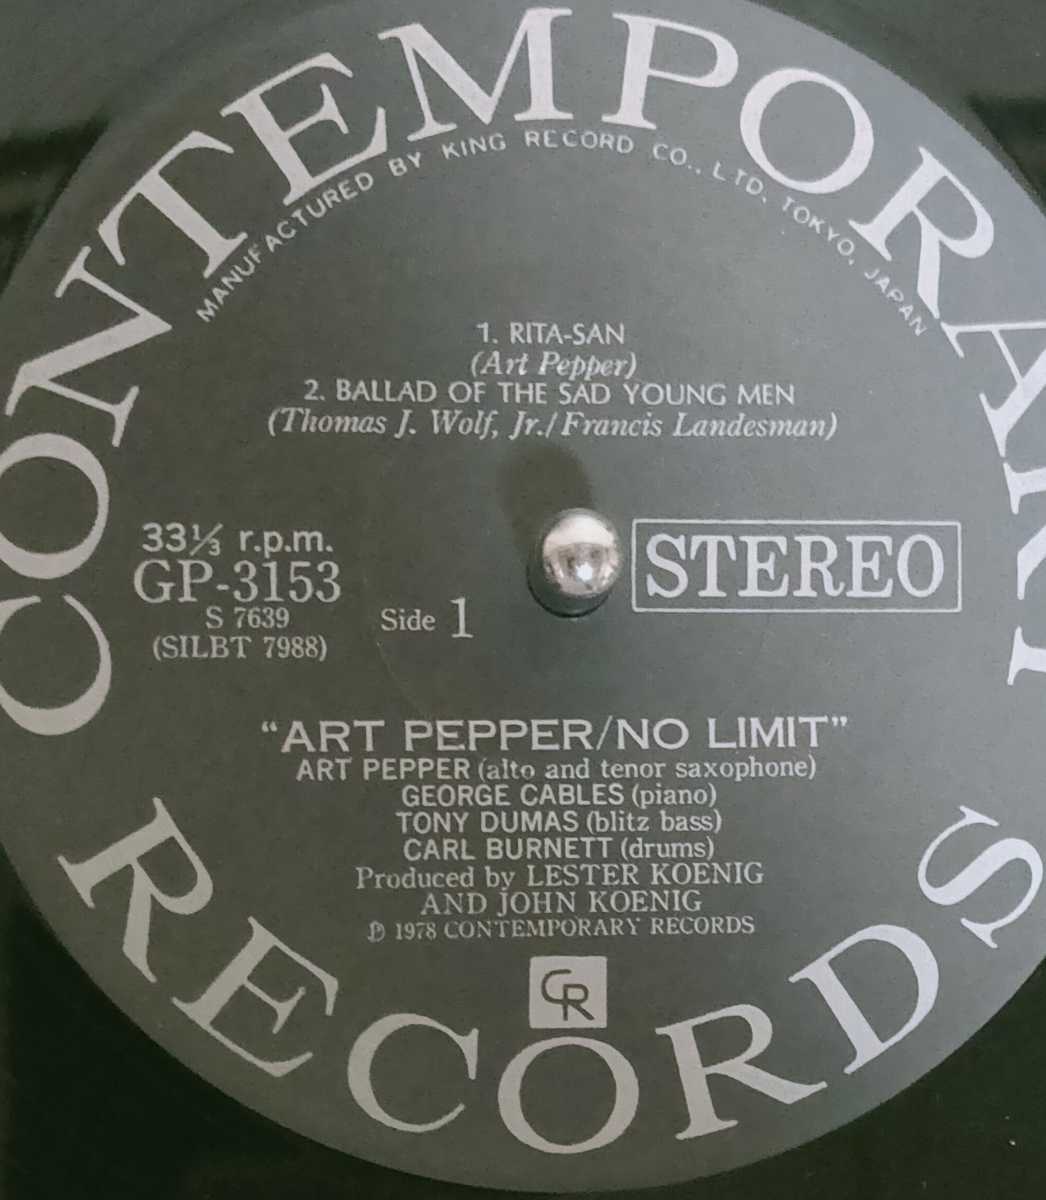 CONTEMPORARY
MANUFACTURED BY KING RECORD CO., LTD, TOKYO, JAPAN
1. RITA-SAN
(Art Pepper)
2. BALLAD OF THE SAD YOUNG MEN
(Thomas J. Wolf, Jr./Francis Landesman)
33⅓ r.p.m.
GP-3153
S 7639
(SILBT 7988)
Side 1
STEREO
“ART PEPPER/NO LIMIT”
ART PEPPER (alto and tenor saxophone)
GEORGE CABLES (piano)
TONY DUMAS (blitz bass)
CARL BURNETT (drums)
Produced by LESTER KOENIG
AND JOHN KOENIG
℗ 1978 CONTEMPORARY RECORDS
CR
RECORDS